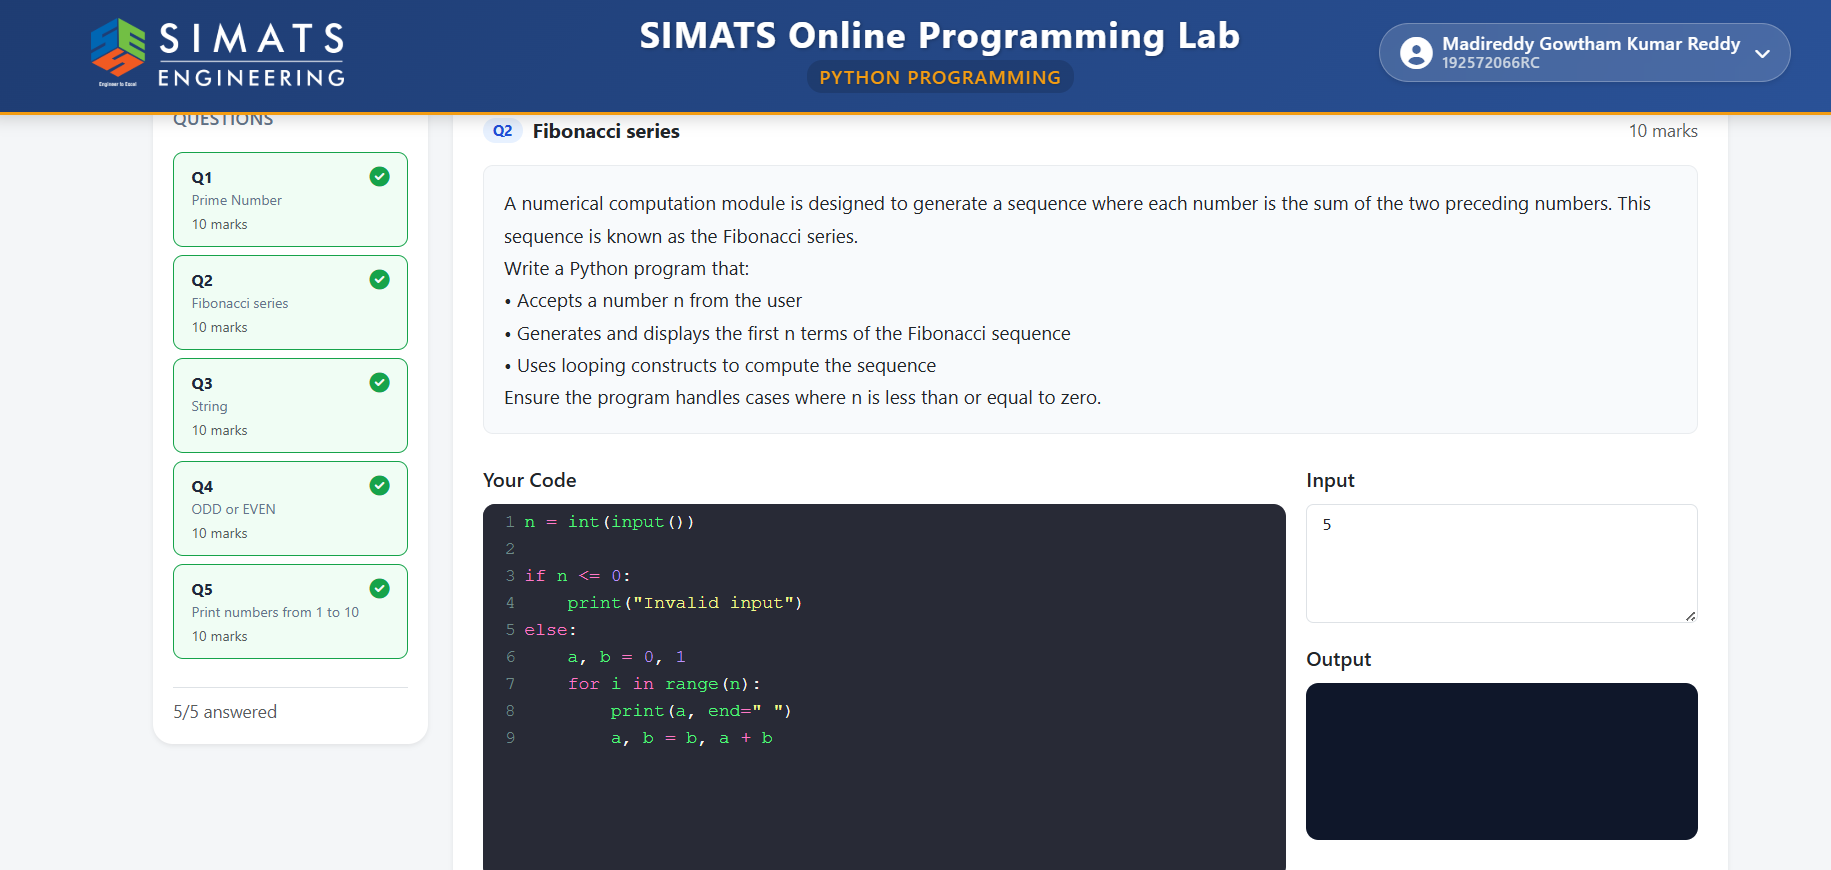 SIMATS
ENGINEERING
Engineer to Excel
SIMATS Online Programming Lab
PYTHON PROGRAMMING
Madireddy Gowtham Kumar Reddy
192572066RC
QUESTIONS
Q1
Prime Number
10 marks
Q2
Fibonacci series
10 marks
Q3
String
10 marks
Q4
ODD or EVEN
10 marks
Q5
Print numbers from 1 to 10
10 marks
5/5 answered
Q2 Fibonacci series
10 marks
A numerical computation module is designed to generate a sequence where each number is the sum of the two preceding numbers. This
sequence is known as the Fibonacci series.
Write a Python program that:
• Accepts a number n from the user
• Generates and displays the first n terms of the Fibonacci sequence
• Uses looping constructs to compute the sequence
Ensure the program handles cases where n is less than or equal to zero.
Your Code
1 n = int(input())
2
3 if n <= 0:
4     print("Invalid input")
5 else:
6     a, b = 0, 1
7     for i in range(n):
8         print(a, end=" ")
9         a, b = b, a + b
Input
5
Output